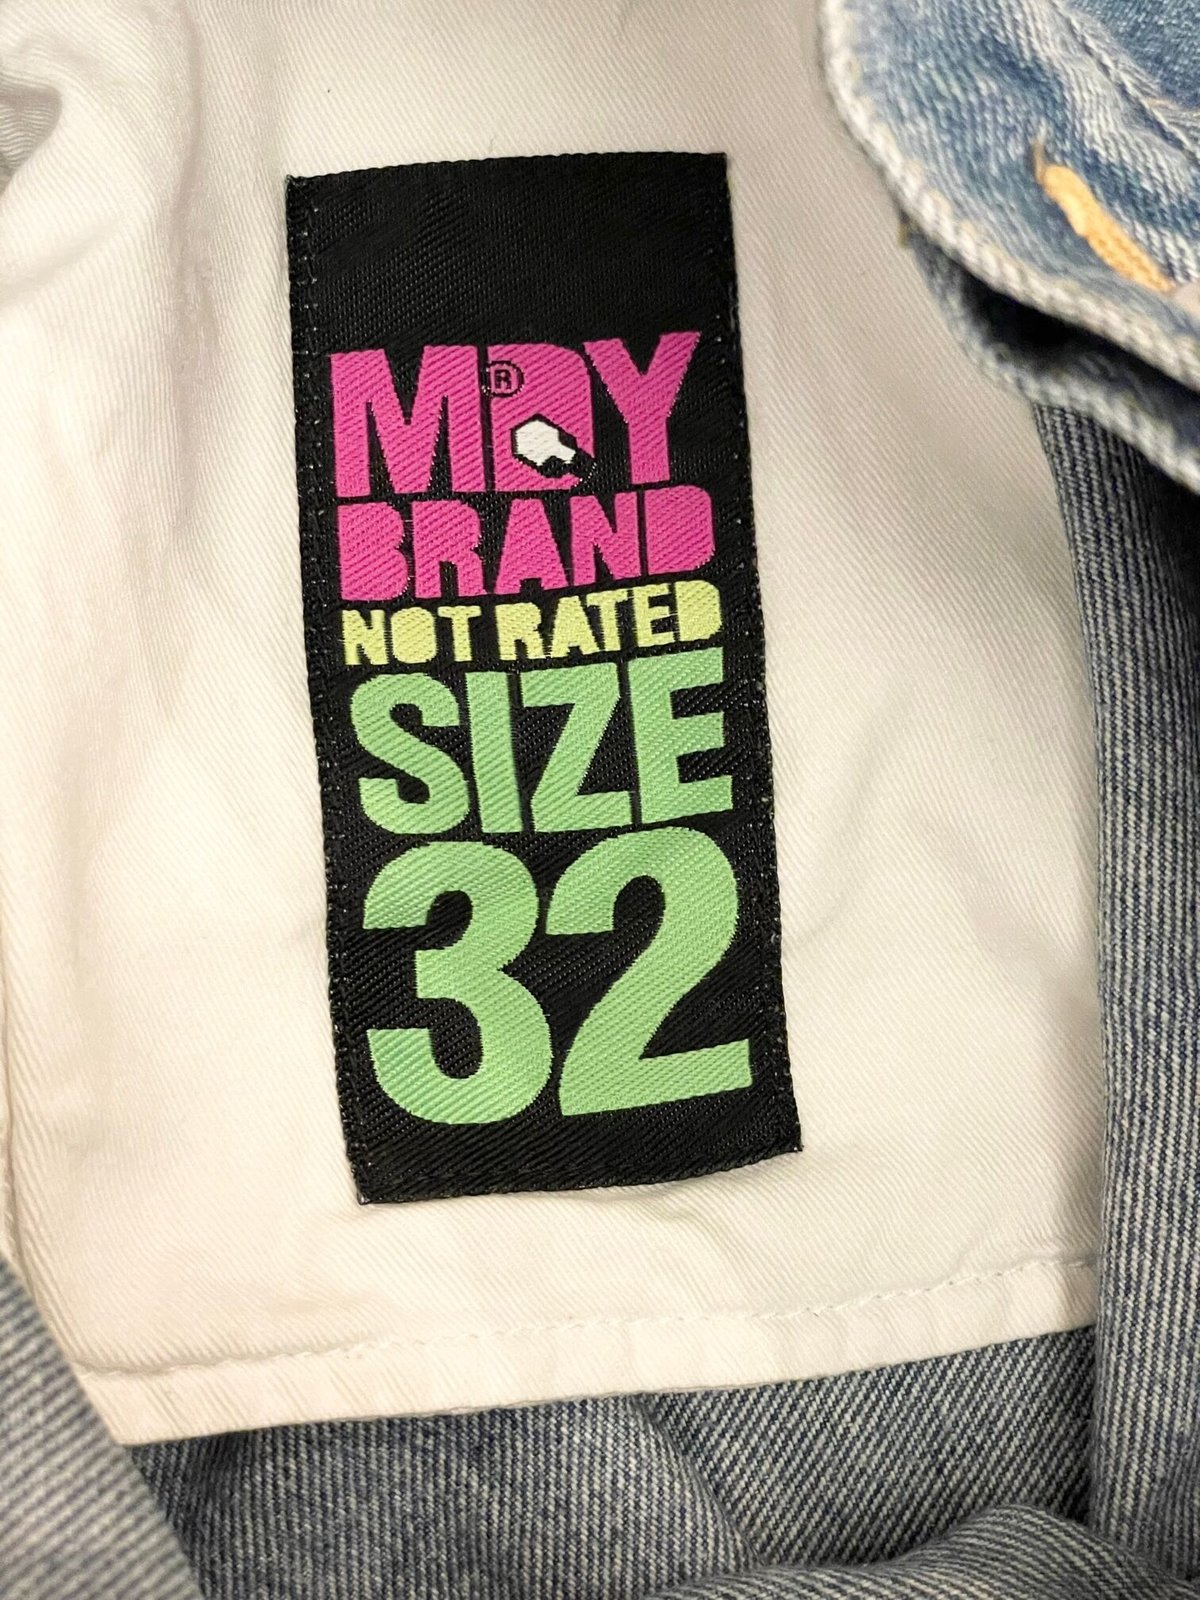 MDY®
BRAND
NOT RATED
SIZE
32